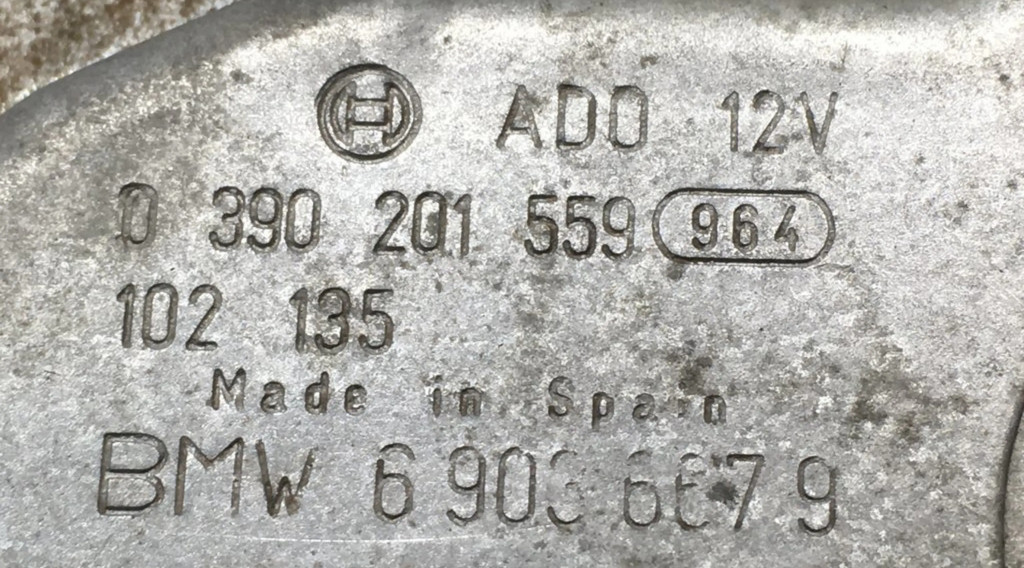 ADO 12V
0 390 201 559 964
102 135
Made in Spain
BMW 6 903 667 9